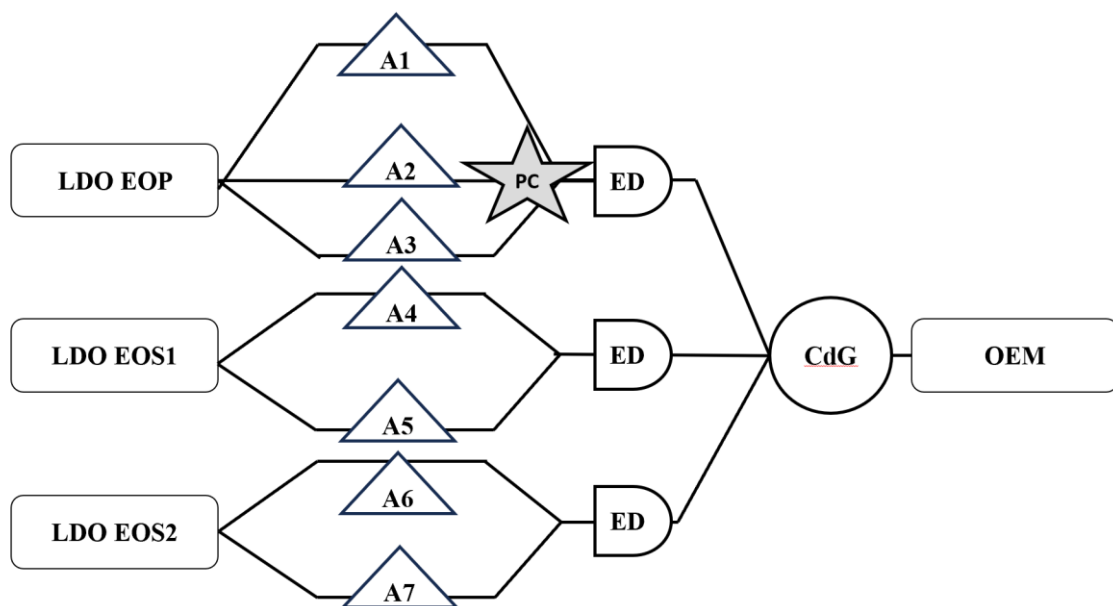 A1
LDO EOP
A2
PC
ED
A3
A4
LDO EOS1
ED
CdG
OEM
A5
A6
LDO EOS2
ED
A7